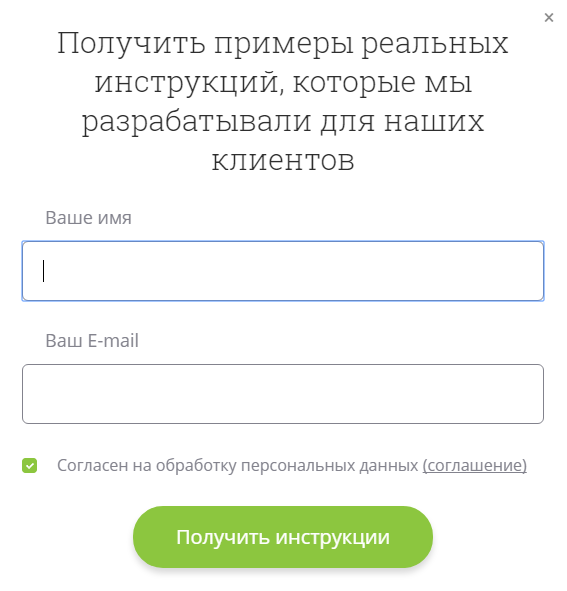 ×
Получить примеры реальных
инструкций, которые мы
разрабатывали для наших
клиентов
Ваше имя
Ваш E-mail
Согласен на обработку персональных данных (соглашение)
Получить инструкции